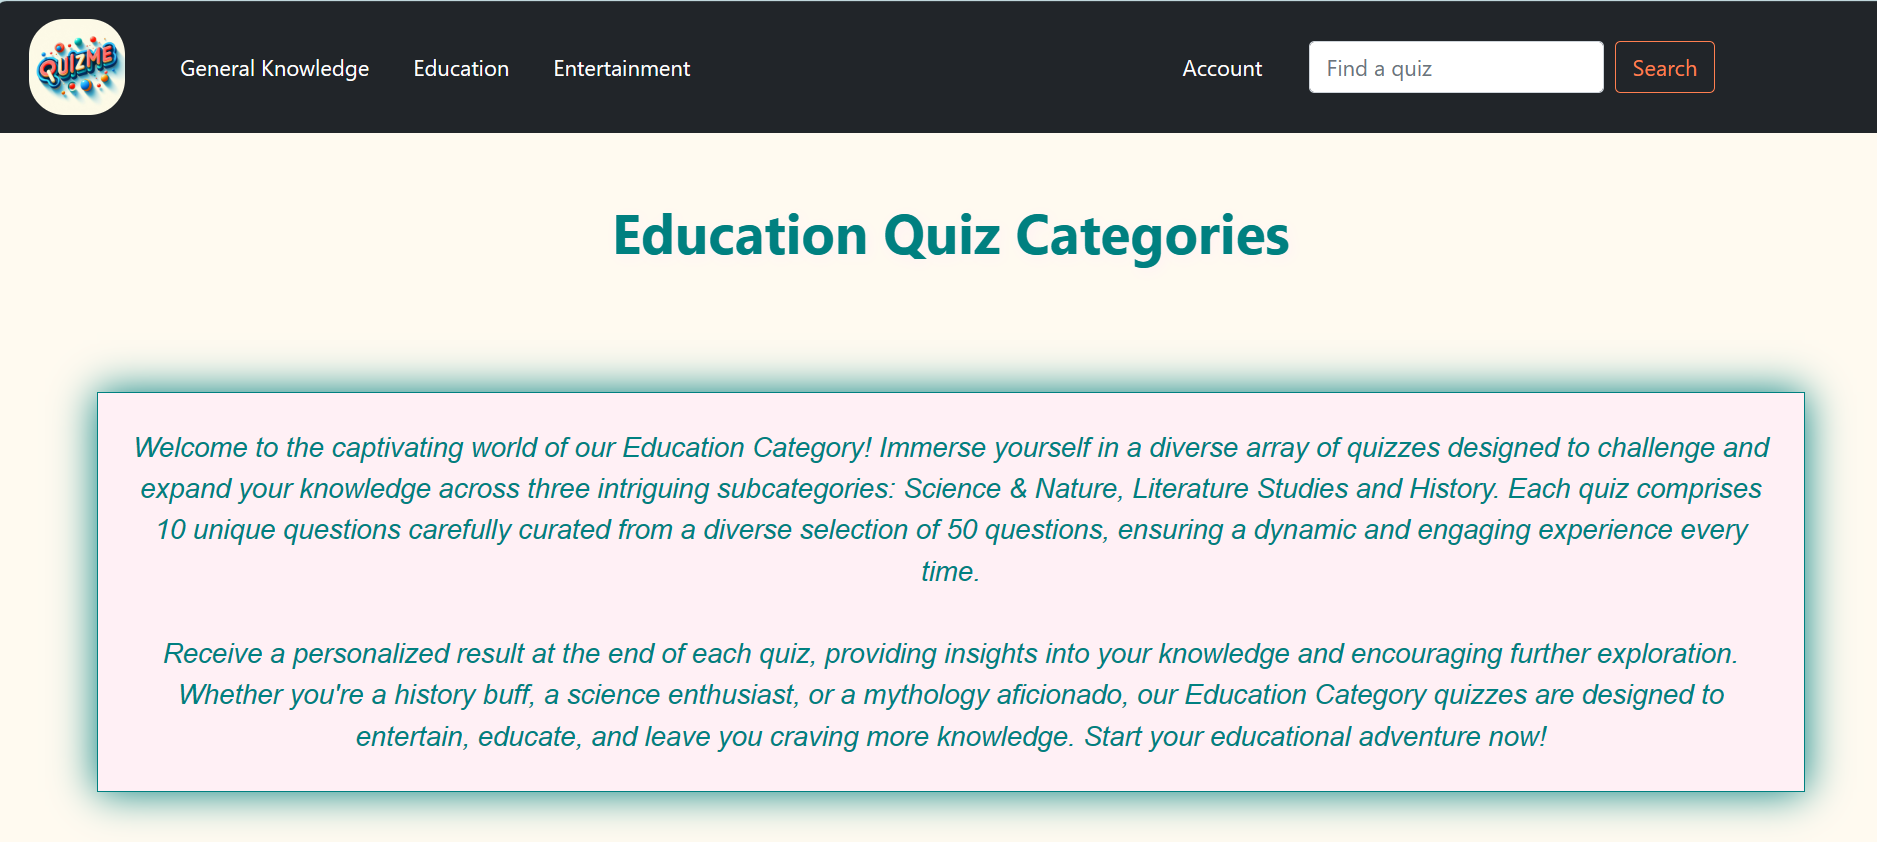 QUIZME
General Knowledge Education Entertainment Account Find a quiz Search
Education Quiz Categories
Welcome to the captivating world of our Education Category! Immerse yourself in a diverse array of quizzes designed to challenge and
expand your knowledge across three intriguing subcategories: Science & Nature, Literature Studies and History. Each quiz comprises
10 unique questions carefully curated from a diverse selection of 50 questions, ensuring a dynamic and engaging experience every
time.
Receive a personalized result at the end of each quiz, providing insights into your knowledge and encouraging further exploration.
Whether you're a history buff, a science enthusiast, or a mythology aficionado, our Education Category quizzes are designed to
entertain, educate, and leave you craving more knowledge. Start your educational adventure now!